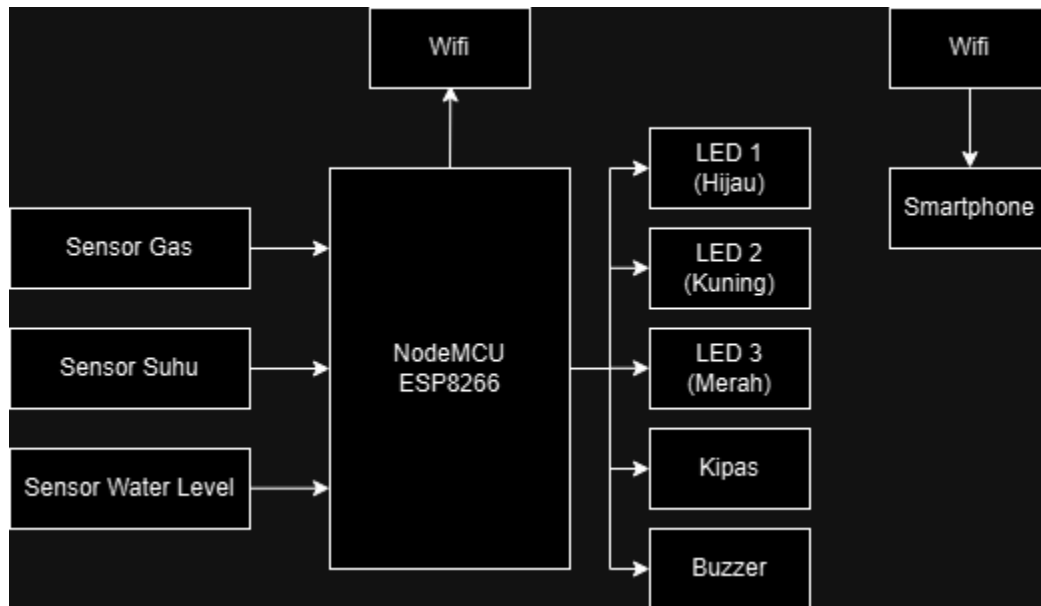 Wifi
Wifi
LED 1
(Hijau)
Smartphone
Sensor Gas
LED 2
(Kuning)
NodeMCU
ESP8266
Sensor Suhu
LED 3
(Merah)
Kipas
Sensor Water Level
Buzzer